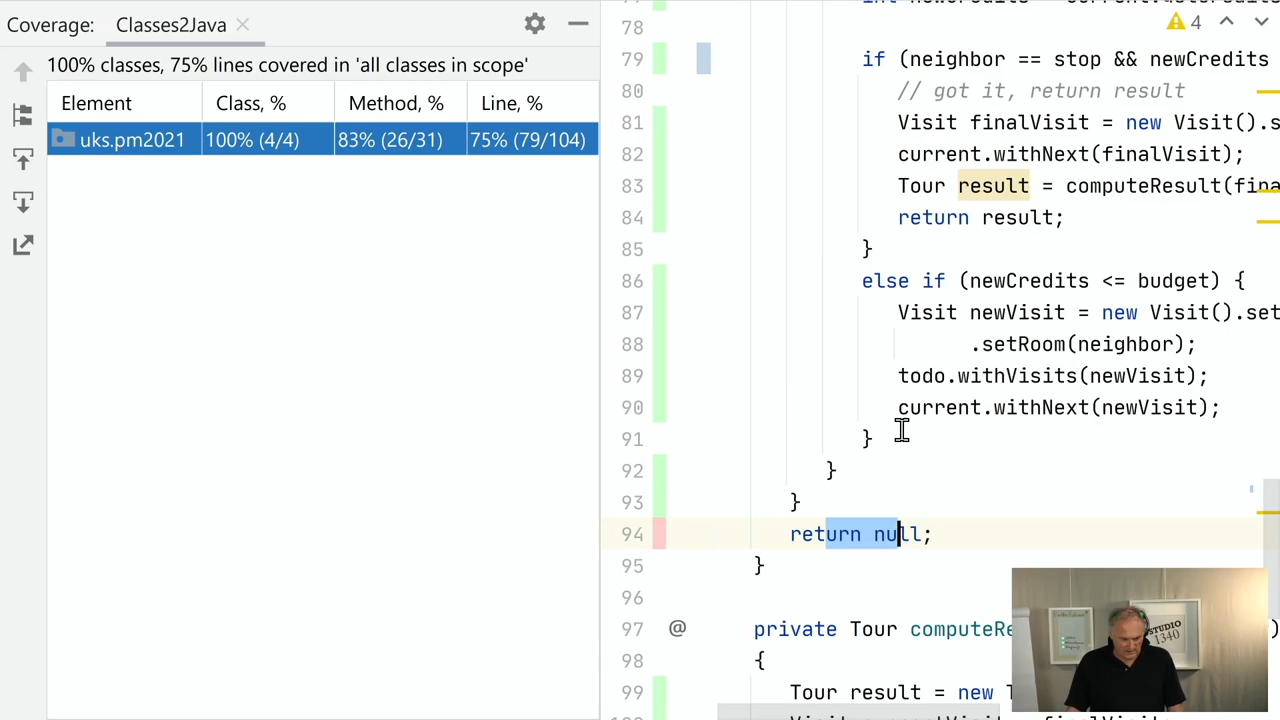 Coverage: Classes2Java
100% classes, 75% lines covered in 'all classes in scope'
Element Class, % Method, % Line, %
uks.pm2021 100% (4/4) 83% (26/31) 75% (79/104)
4
78
79 if (neighbor == stop && newCredits
80 // got it, return result
81 Visit finalVisit = new Visit().s
82 current.withNext(finalVisit);
83 Tour result = computeResult(fina
84 return result;
85 }
86 else if (newCredits <= budget) {
87 Visit newVisit = new Visit().set
88 .setRoom(neighbor);
89 todo.withVisits(newVisit);
90 current.withNext(newVisit);
91 }
92 }
93 }
94 return null;
95 }
96
97 @ private Tour computeRe )
98 {
99 Tour result = new T
STUDIO
1340